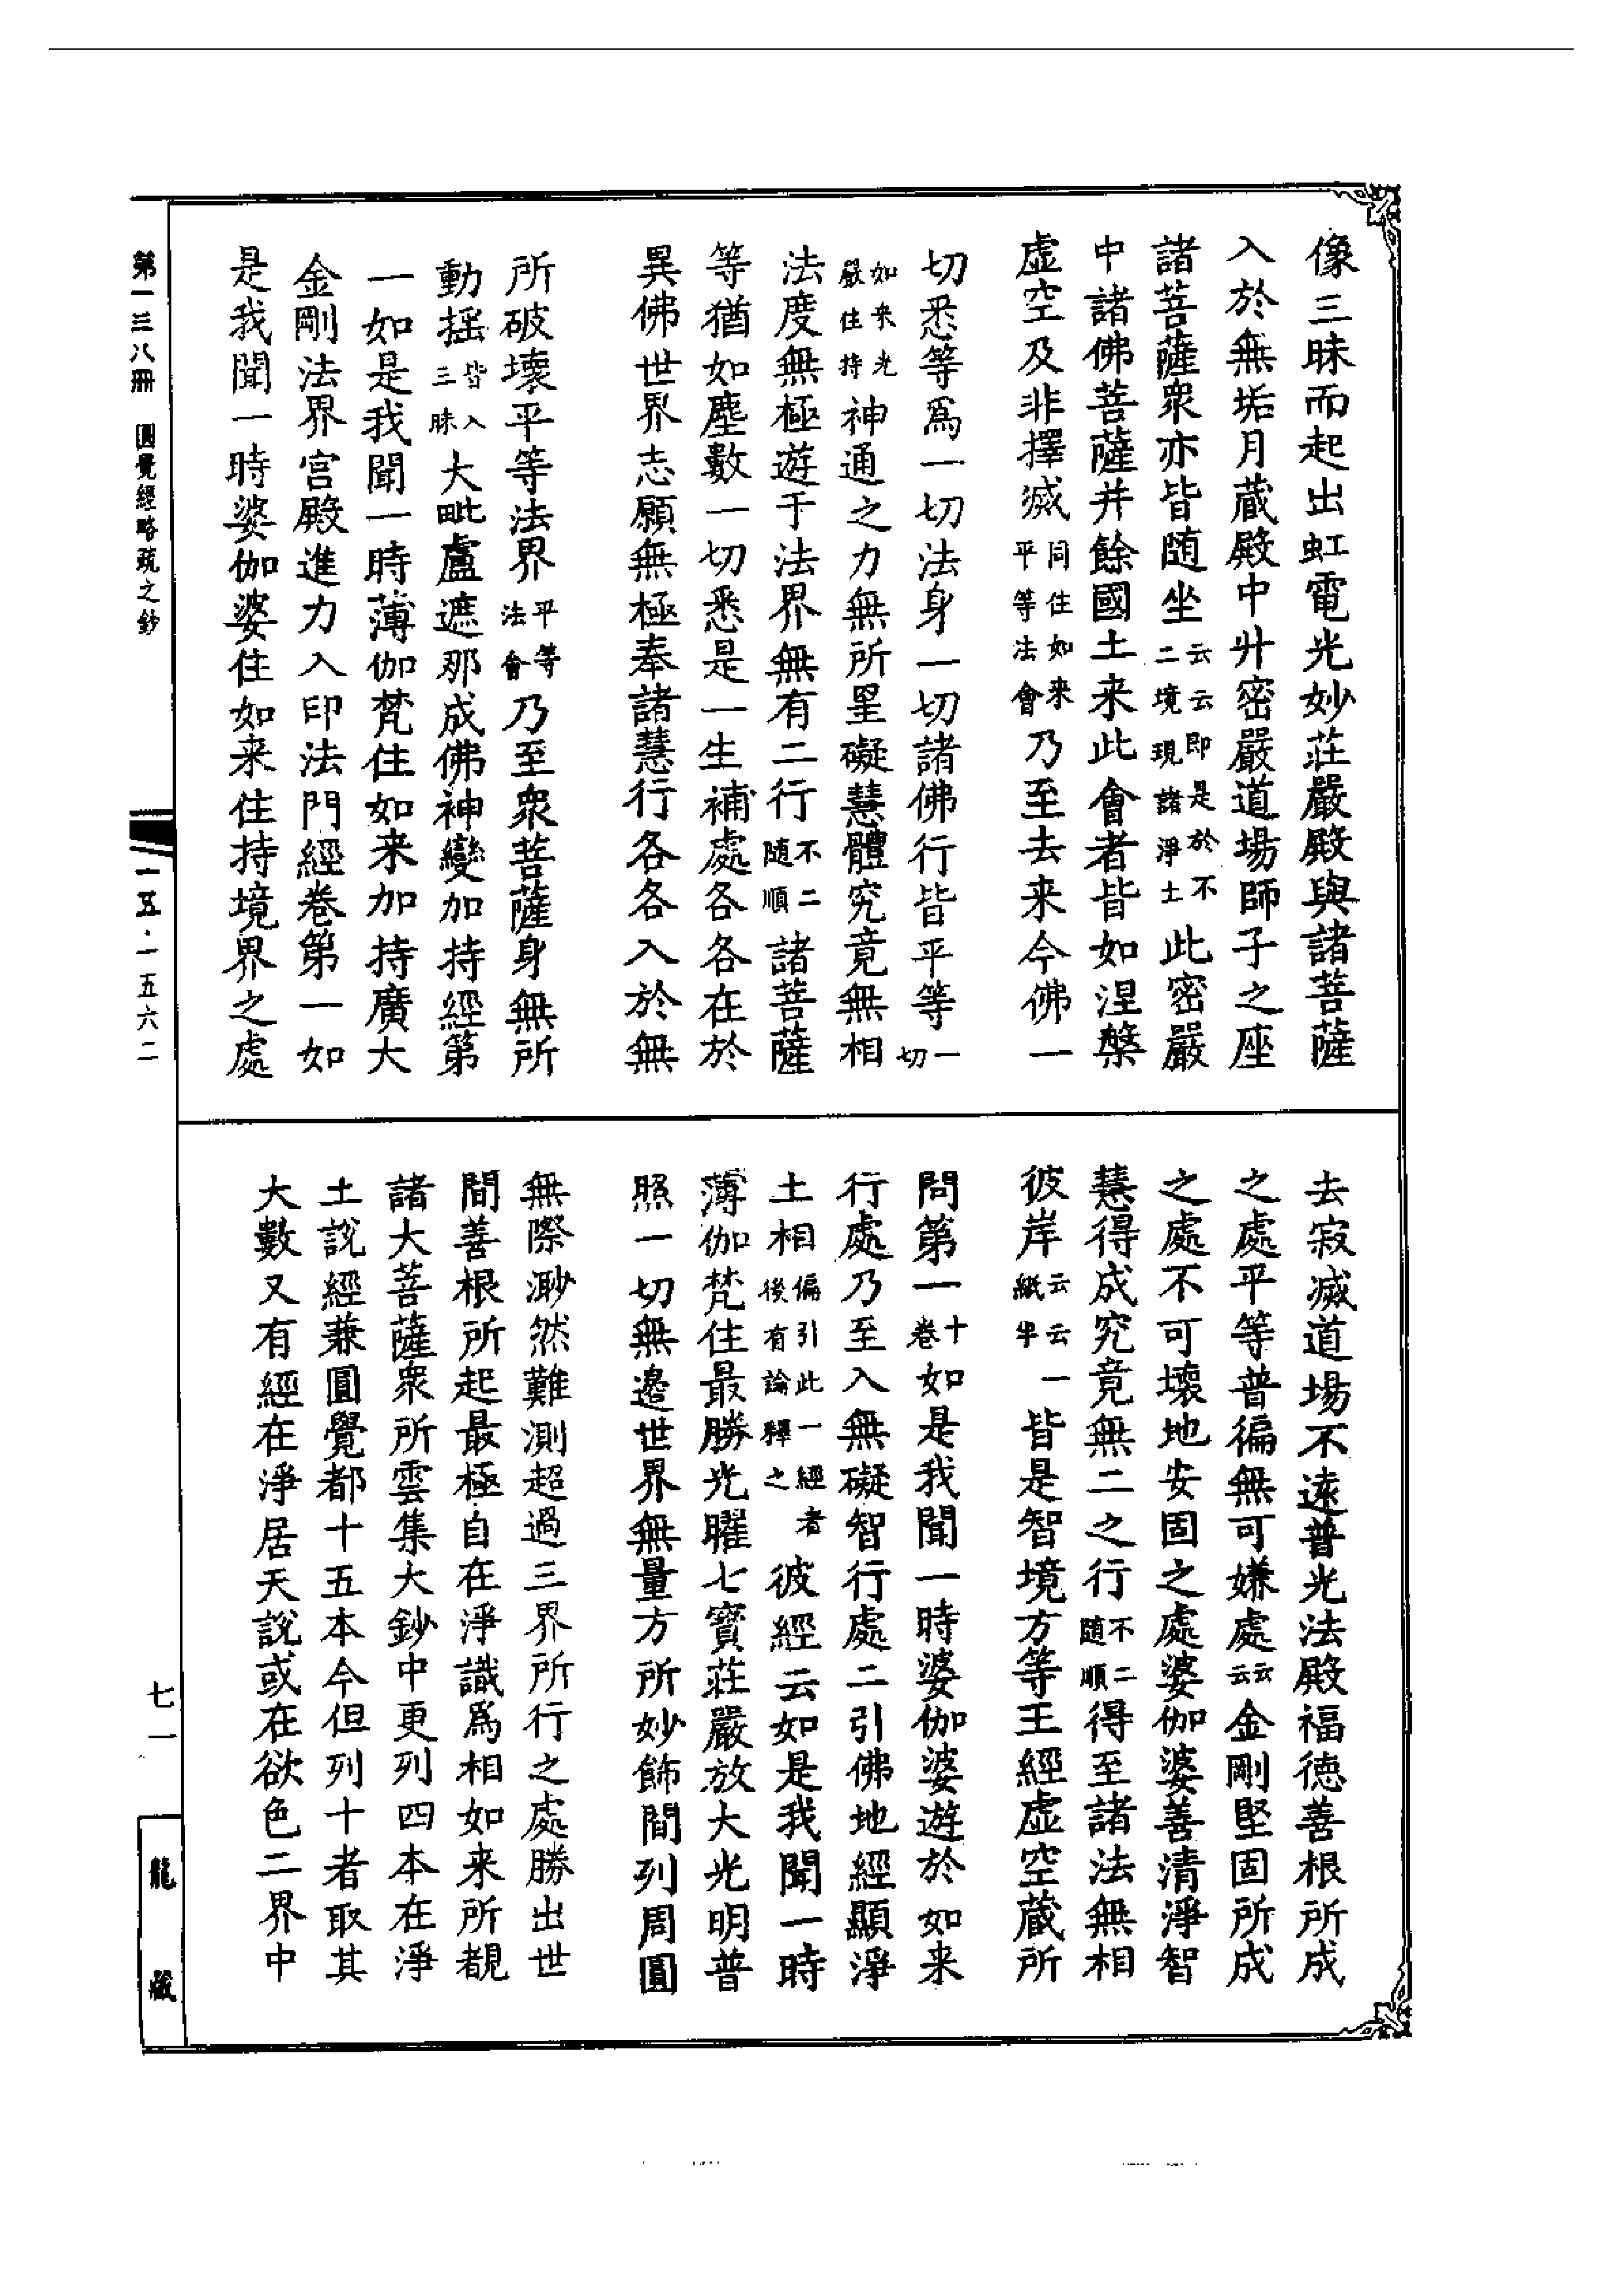 像三昧而起出虹電光妙莊嚴殿與諸菩薩
入於無垢月蔵殿中升密嚴道場師子之座
諸菩薩衆亦皆随坐云云即是於不二境現諸淨土此密嚴
中諸佛菩薩并餘國土来此會者皆如涅槃
虚空及非擇滅同住如来平等法會乃至去来今佛一
切悉等爲一切法身一切諸佛行皆平等一切
如来光嚴住持神通之力無所罣礙慧體究竟無相
法度無極遊于法界無有二行不二随順諸菩薩
等猶如塵數一切悉是一生補處各各在於
異佛世界志願無極奉諸慧行各各入於無
所破壞平等法界平等法會乃至衆菩薩身無所
動揺皆入三昧大毗盧遮那成佛神變加持經第
一如是我聞一時薄伽梵住如来加持廣大
金剛法界宫殿進力入印法門經卷第一如
是我聞一時婆伽婆住如来住持境界之處
去寂滅道場不逺普光法殿福徳善根所成
之處平等普徧無可嫌處云云金剛堅固所成
之處不可壞地安固之處婆伽婆善清淨智
慧得成究竟無二之行不二随順得至諸法無相
彼岸云云一紙半皆是智境方等王經虚空蔵所
問第一十卷如是我聞一時婆伽婆遊於如来
行處乃至入無礙智行處二引佛地經顯淨
土相偏引此一經者後有論釋之彼經云如是我聞一時
薄伽梵住最勝光曜七寳莊嚴放大光明普
照一切無邊世界無量方所妙飾間列周圓
無際渺然難測超過三界所行之處勝出世
間善根所起最極自在淨識爲相如来所覩
諸大菩薩衆所雲集大鈔中更列四本在淨
土說經兼圓覺都十五本今但列十者取其
大數又有經在淨居天說或在欲色二界中
第一三八冊　圓覺經略疏之鈔
一五·一五六二
七一
龍藏